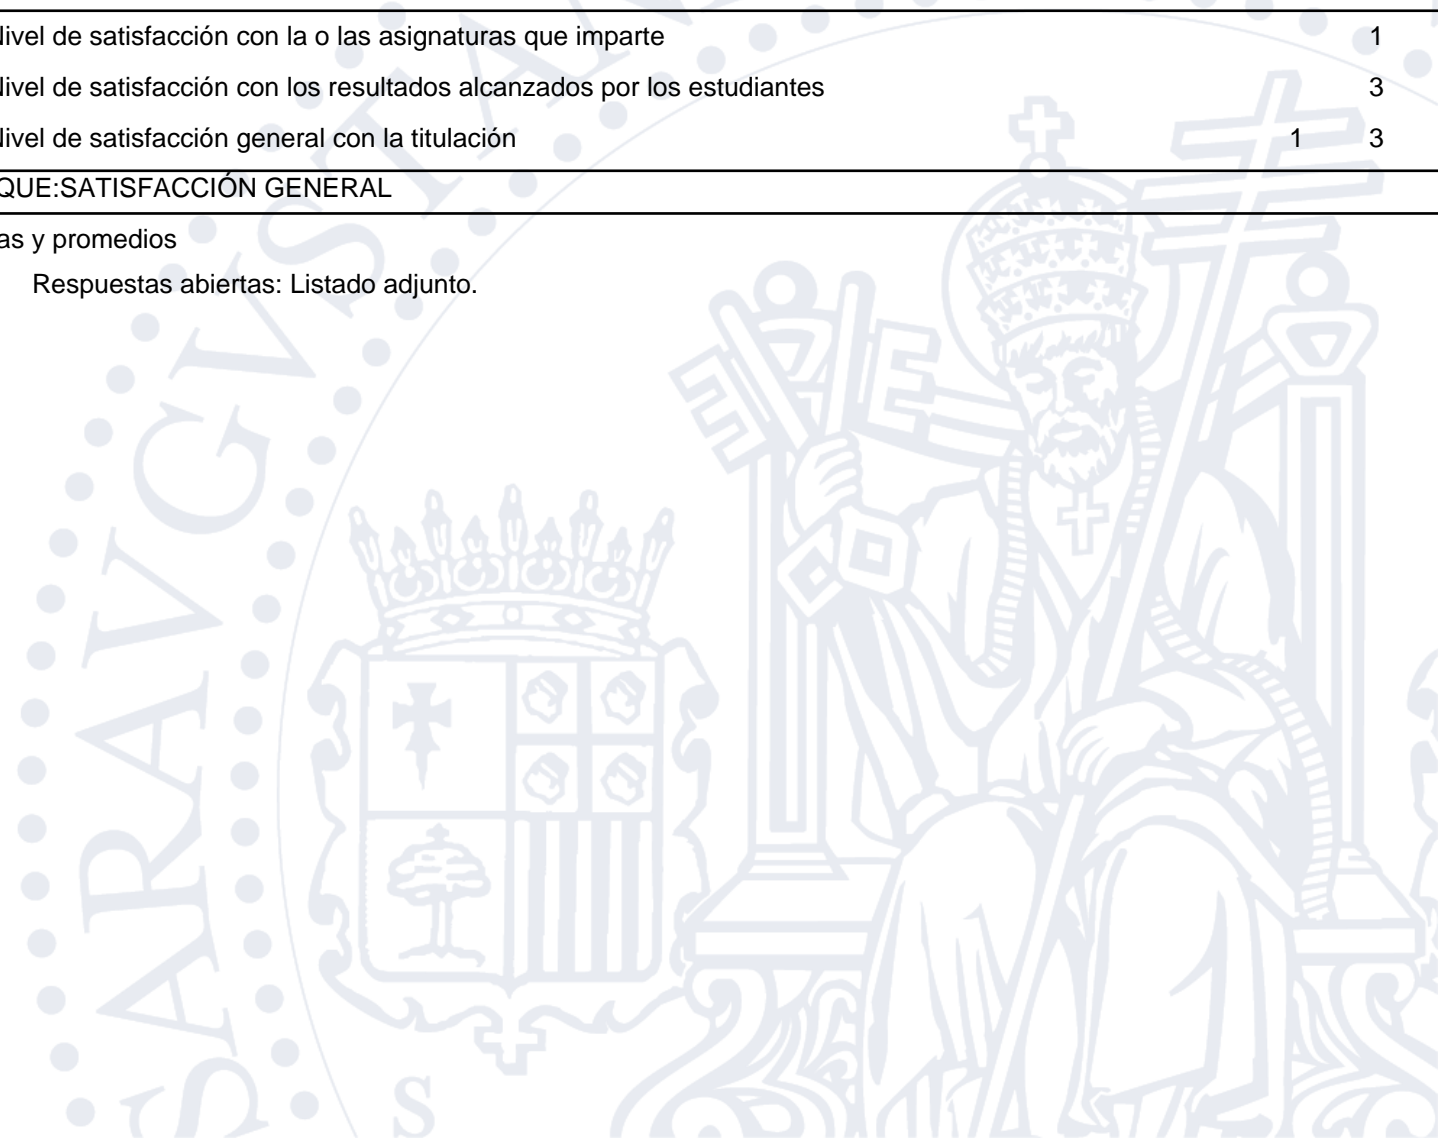 Nivel de satisfacción con la o las asignaturas que imparte 1
Nivel de satisfacción con los resultados alcanzados por los estudiantes 3
Nivel de satisfacción general con la titulación 1 3
QUE:SATISFACCIÓN GENERAL
as y promedios
Respuestas abiertas: Listado adjunto.
SARAVGVSTAN
S